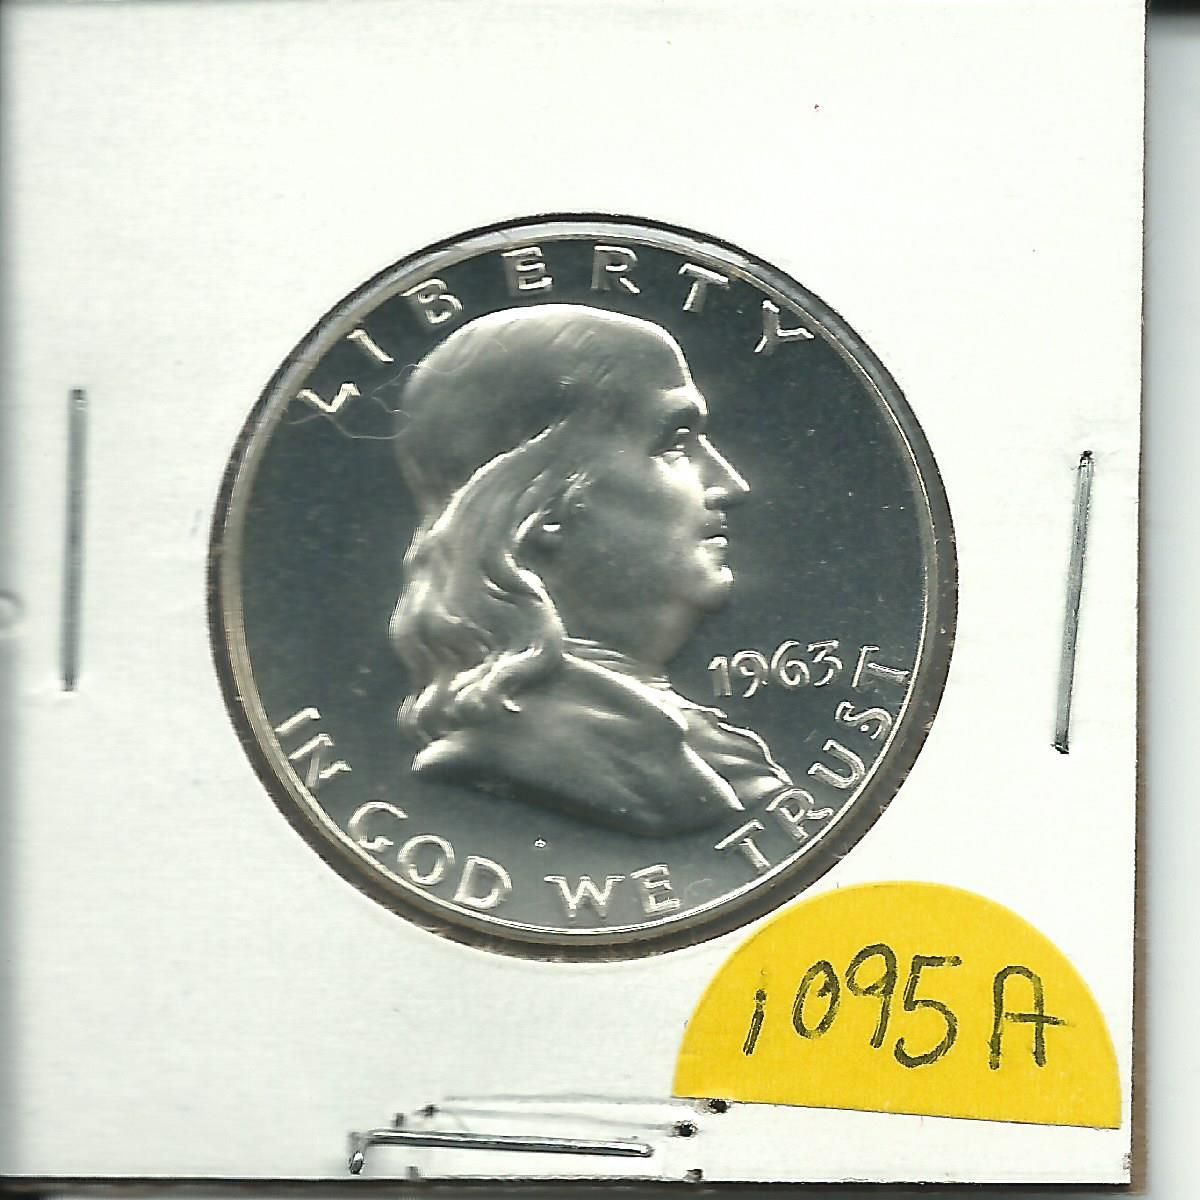 LIBERTY
1963
IN GOD WE TRUST
1095A